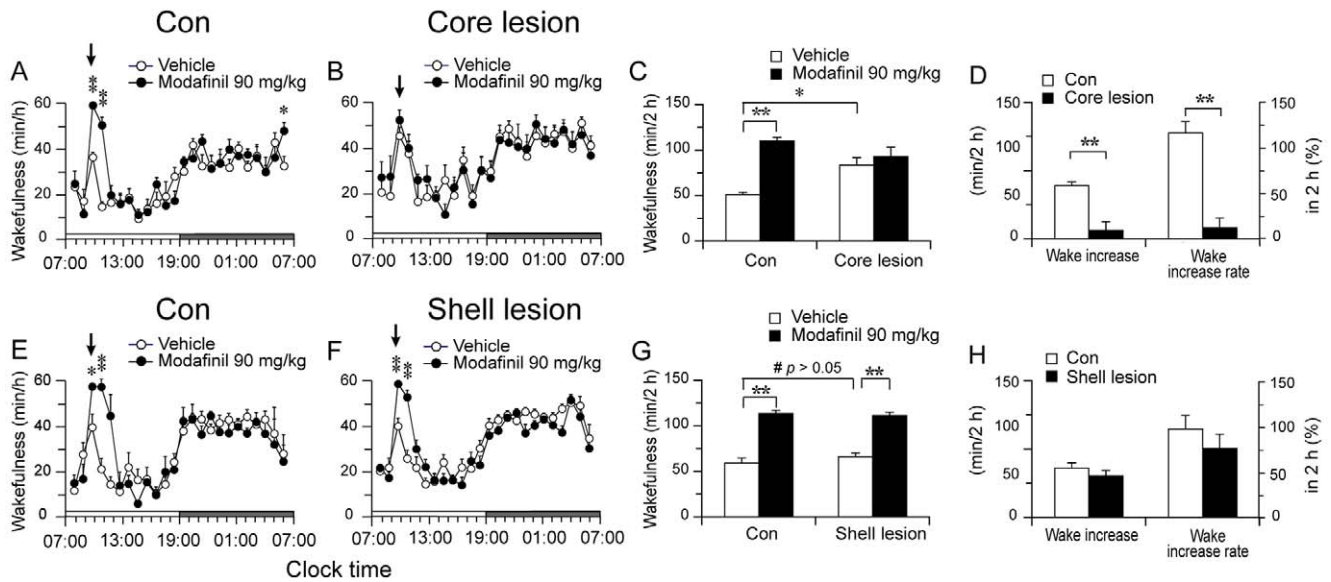 Con
Core lesion
A
Vehicle
Modafinil 90 mg/kg
**
**
*
Wakefulness (min/h)
60
40
20
0
07:00 13:00 19:00 01:00 07:00
B
Vehicle
Modafinil 90 mg/kg
60
40
20
0
07:00 13:00 19:00 01:00 07:00
C
Vehicle
Modafinil 90 mg/kg
*
**
Wakefulness (min/2 h)
150
100
50
0
Con Core lesion
D
Con
Core lesion
**
**
(min/2 h)
150
100
50
0
150
100
50
0
in 2 h (%)
Wake increase
Wake
increase rate
Con
Shell lesion
E
Vehicle
Modafinil 90 mg/kg
*
**
Wakefulness (min/h)
60
40
20
0
07:00 13:00 19:00 01:00 07:00
F
Vehicle
Modafinil 90 mg/kg
**
**
60
40
20
0
07:00 13:00 19:00 01:00 07:00
Clock time
G
Vehicle
Modafinil 90 mg/kg
# p > 0.05
**
**
Wakefulness (min/2 h)
150
100
50
0
Con Shell lesion
H
Con
Shell lesion
(min/2 h)
150
100
50
0
150
100
50
0
in 2 h (%)
Wake increase
Wake
increase rate